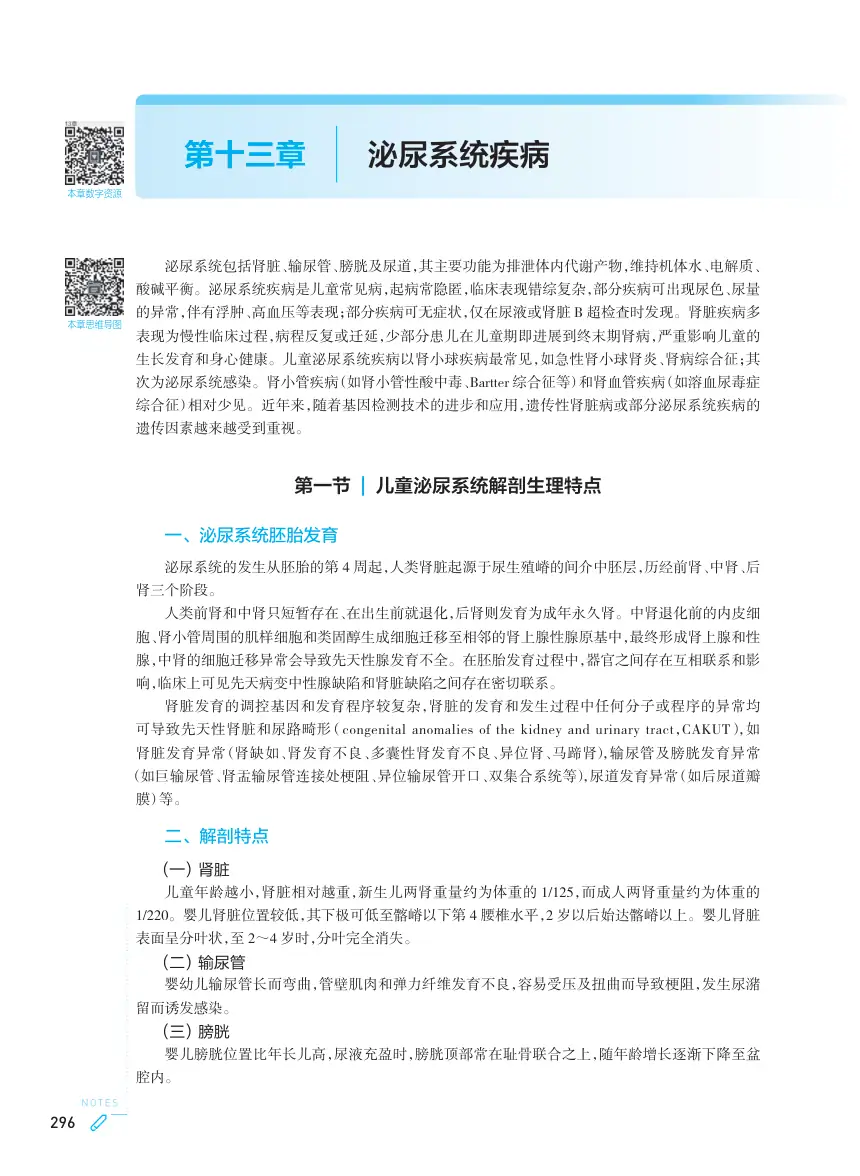 13章
本章数字资源
第十三章
泌尿系统疾病
本章思维导图
泌尿系统包括肾脏、输尿管、膀胱及尿道,其主要功能为排泄体内代谢产物,维持机体水、电解质、
酸碱平衡。泌尿系统疾病是儿童常见病,起病常隐匿,临床表现错综复杂,部分疾病可出现尿色、尿量
的异常,伴有浮肿、高血压等表现;部分疾病可无症状,仅在尿液或肾脏 B 超检查时发现。肾脏疾病多
表现为慢性临床过程,病程反复或迁延,少部分患儿在儿童期即进展到终末期肾病,严重影响儿童的
生长发育和身心健康。儿童泌尿系统疾病以肾小球疾病最常见,如急性肾小球肾炎、肾病综合征;其
次为泌尿系统感染。肾小管疾病(如肾小管性酸中毒、Bartter 综合征等)和肾血管疾病(如溶血尿毒症
综合征)相对少见。近年来,随着基因检测技术的进步和应用,遗传性肾脏病或部分泌尿系统疾病的
遗传因素越来越受到重视。
第一节 | 儿童泌尿系统解剖生理特点
一、泌尿系统胚胎发育
泌尿系统的发生从胚胎的第 4 周起,人类肾脏起源于尿生殖嵴的间介中胚层,历经前肾、中肾、后
肾三个阶段。
人类前肾和中肾只短暂存在、在出生前就退化,后肾则发育为成年永久肾。中肾退化前的内皮细
胞、肾小管周围的肌样细胞和类固醇生成细胞迁移至相邻的肾上腺性腺原基中,最终形成肾上腺和性
腺,中肾的细胞迁移异常会导致先天性腺发育不全。在胚胎发育过程中,器官之间存在互相联系和影
响,临床上可见先天病变中性腺缺陷和肾脏缺陷之间存在密切联系。
肾脏发育的调控基因和发育程序较复杂,肾脏的发育和发生过程中任何分子或程序的异常均
可导致先天性肾脏和尿路畸形(congenital anomalies of the kidney and urinary tract,CAKUT),如
肾脏发育异常(肾缺如、肾发育不良、多囊性肾发育不良、异位肾、马蹄肾),输尿管及膀胱发育异常
(如巨输尿管、肾盂输尿管连接处梗阻、异位输尿管开口、双集合系统等),尿道发育异常(如后尿道瓣
膜)等。
二、解剖特点
(一)肾脏
儿童年龄越小,肾脏相对越重,新生儿两肾重量约为体重的 1/125,而成人两肾重量约为体重的
1/220。婴儿肾脏位置较低,其下极可低至髂嵴以下第 4 腰椎水平,2 岁以后始达髂嵴以上。婴儿肾脏
表面呈分叶状,至 2～4 岁时,分叶完全消失。
(二)输尿管
婴幼儿输尿管长而弯曲,管壁肌肉和弹力纤维发育不良,容易受压及扭曲而导致梗阻,发生尿潴
留而诱发感染。
(三)膀胱
婴儿膀胱位置比年长儿高,尿液充盈时,膀胱顶部常在耻骨联合之上,随年龄增长逐渐下降至盆
腔内。
NOTES
296